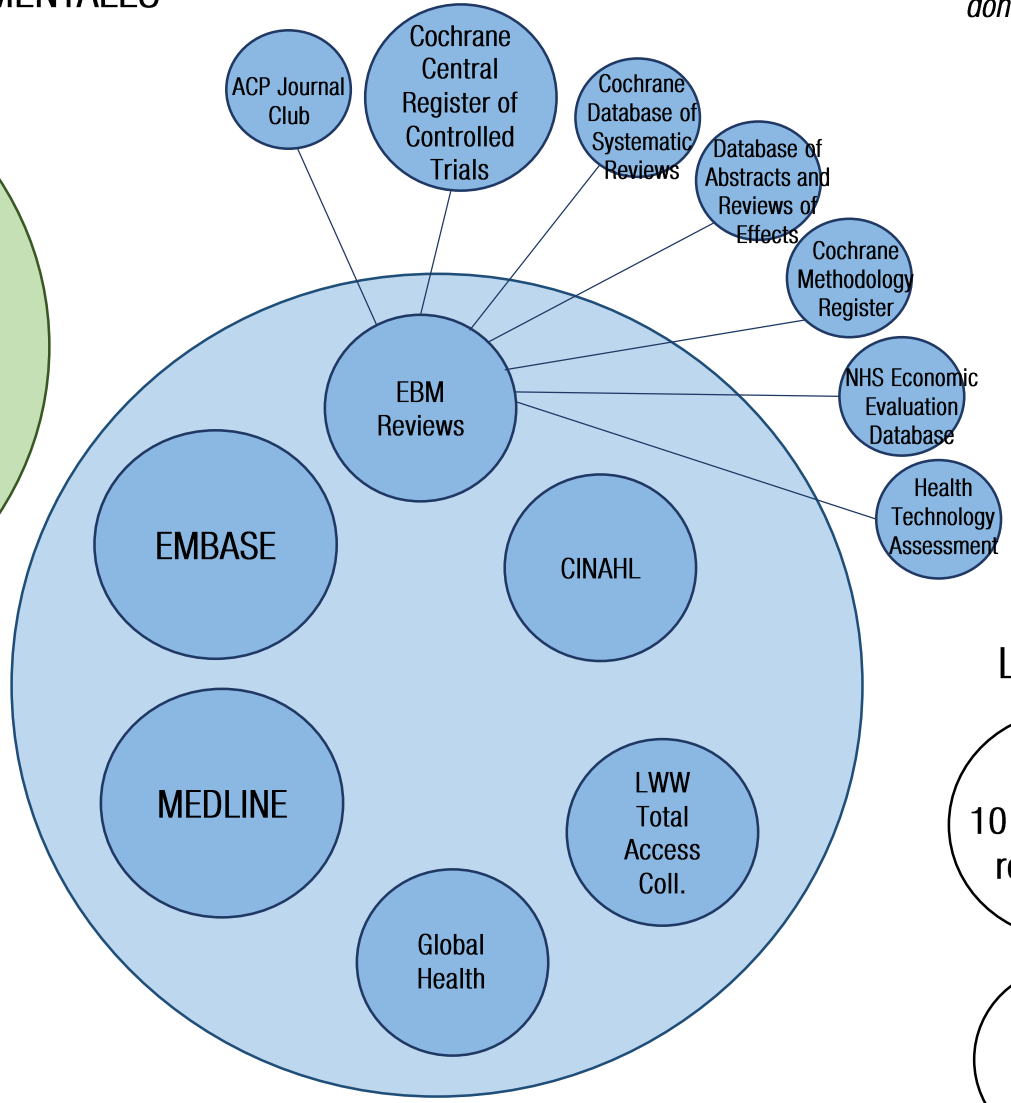 MENTALES
ACP Journal
Club
Cochrane
Central
Register of
Controlled
Trials
Cochrane
Database of
Systematic
Reviews
Database of
Abstracts and
Reviews of
Effects
Cochrane
Methodology
Register
NHS Economic
Evaluation
Database
Health
Technology
Assessment
EBM
Reviews
EMBASE
CINAHL
MEDLINE
LWW
Total
Access
Coll.
Global
Health
L
10